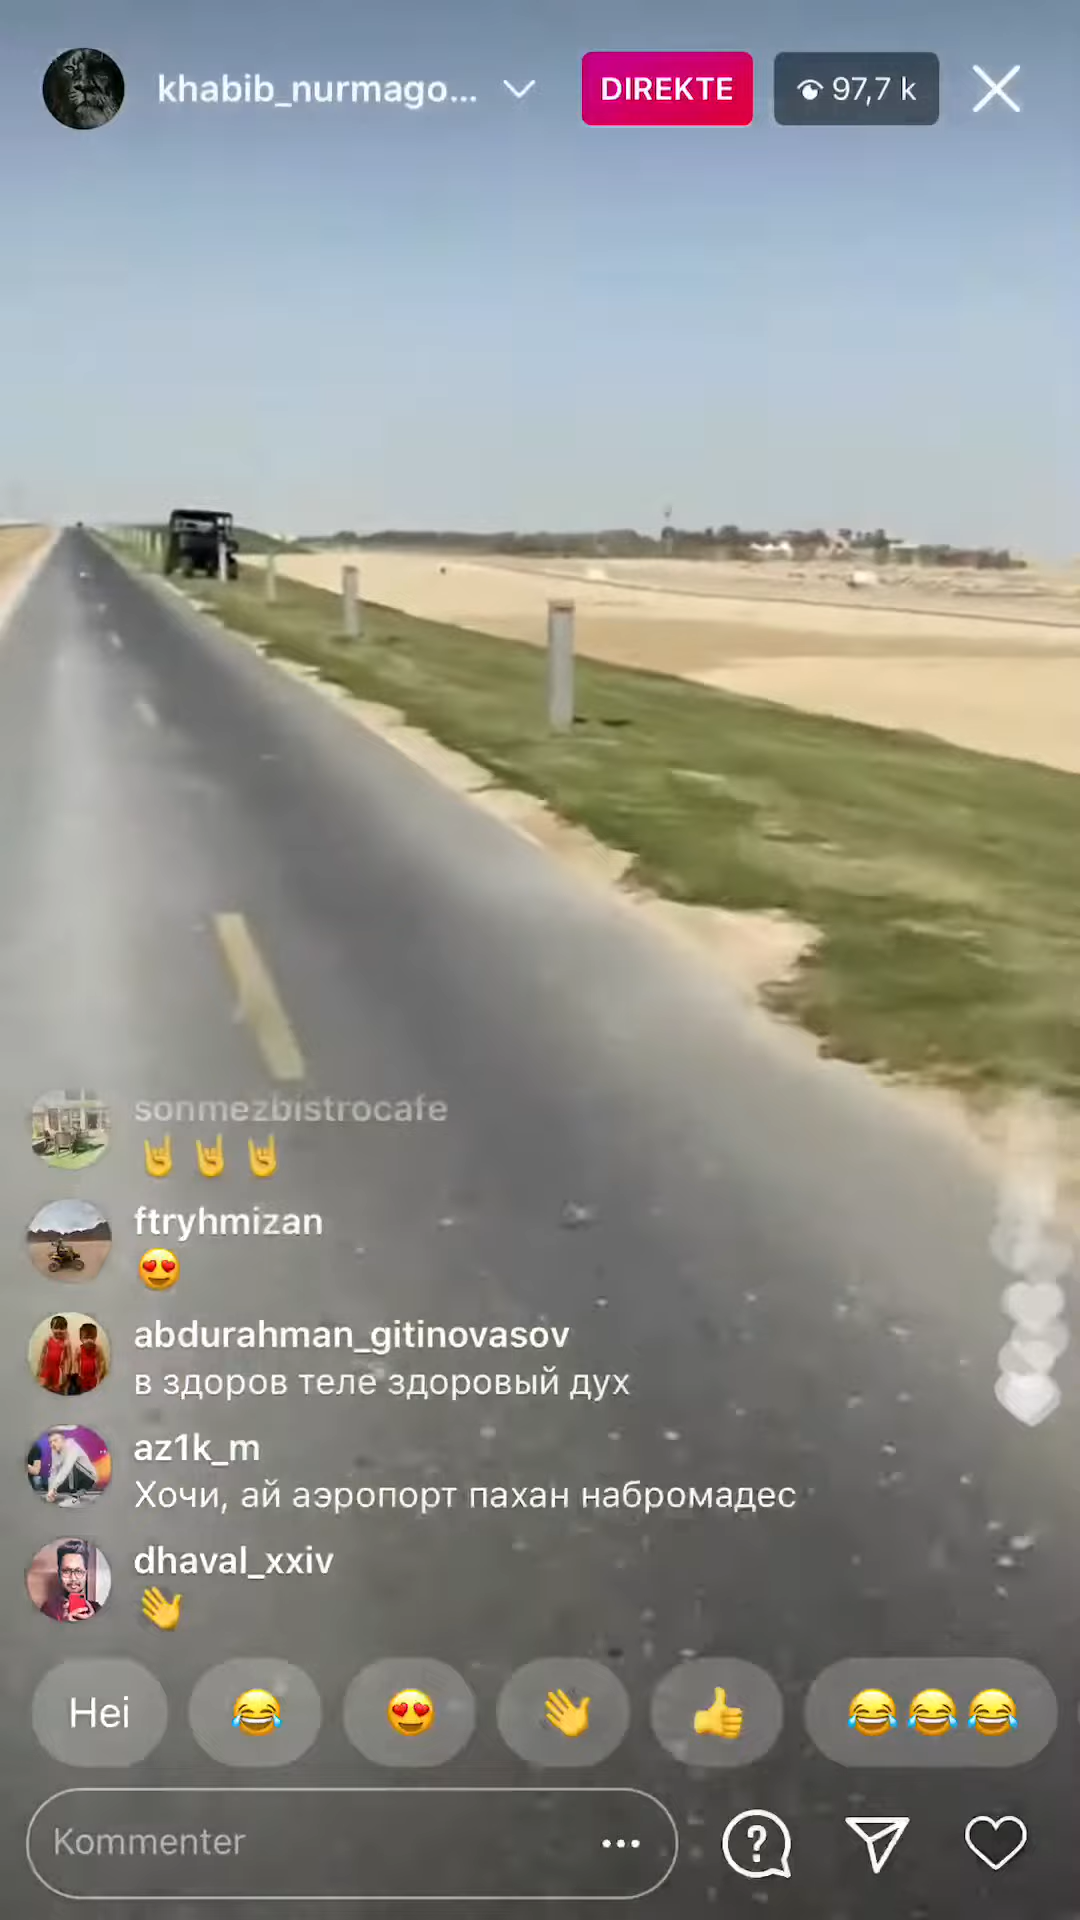 khabib_nurmago...
DIREKTE
97,7 k
sonmezbistrocafe
🤘🤘🤘
ftryhmizan
😍
abdurahman_gitinovasov
в здоров теле здоровый дух
az1k_m
Хочи, ай аэропорт пахан набромадес
dhaval_xxiv
👋
Hei 😂 😍 👋 👍 😂😂😂
Kommenter